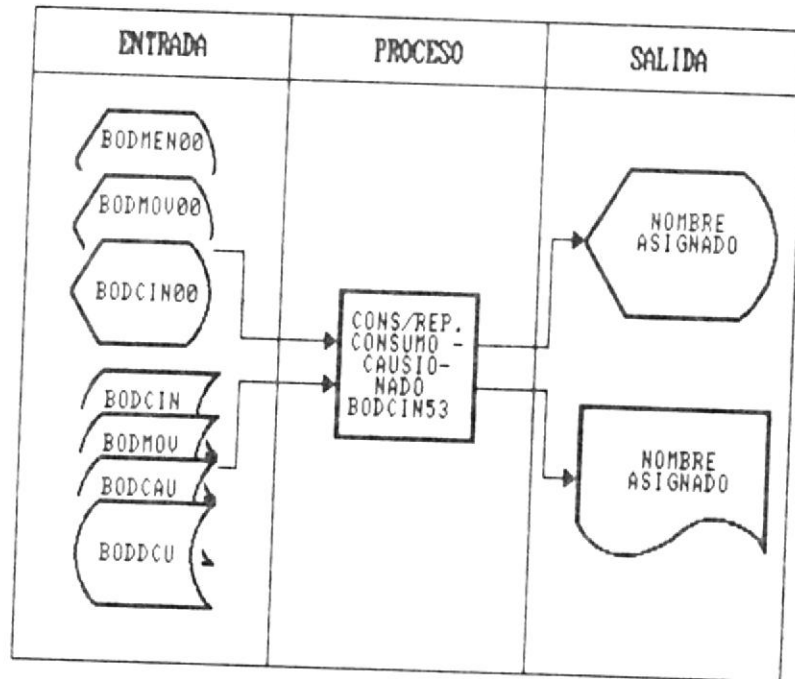 ENTRADA
PROCESO
SALIDA
BODMEN00
BODMOV00
BODCIN00
BODCIN
BODMOV
BODCAU
BODDCU
CONS/REP.
CONSUMO -
CAUSIO-
NADO
BODCIN53
NOMBRE
ASIGNADO
NOMBRE
ASIGNADO